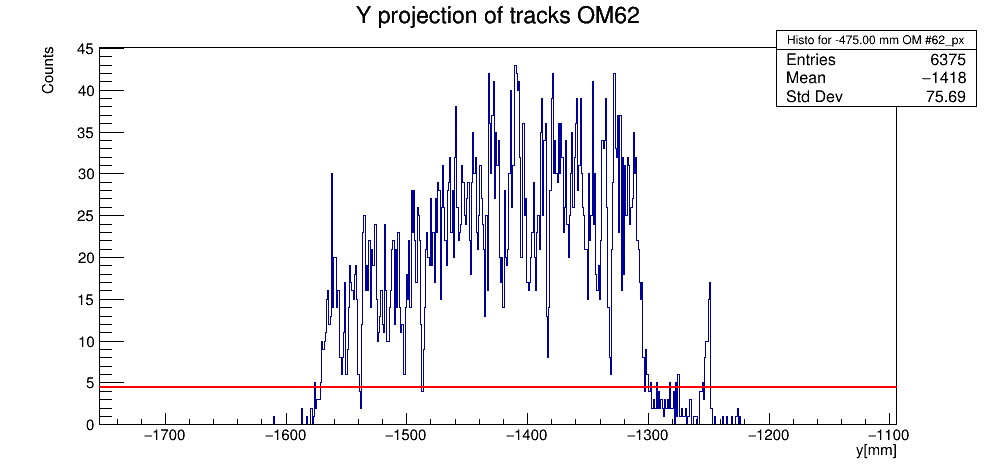 Y projection of tracks OM62
Histo for -475.00 mm OM #62_px
Entries 6375
Mean −1418
Std Dev 75.69
Counts
45
40
35
30
25
20
15
10
5
0
−1700 −1600 −1500 −1400 −1300 −1200 −1100
y[mm]